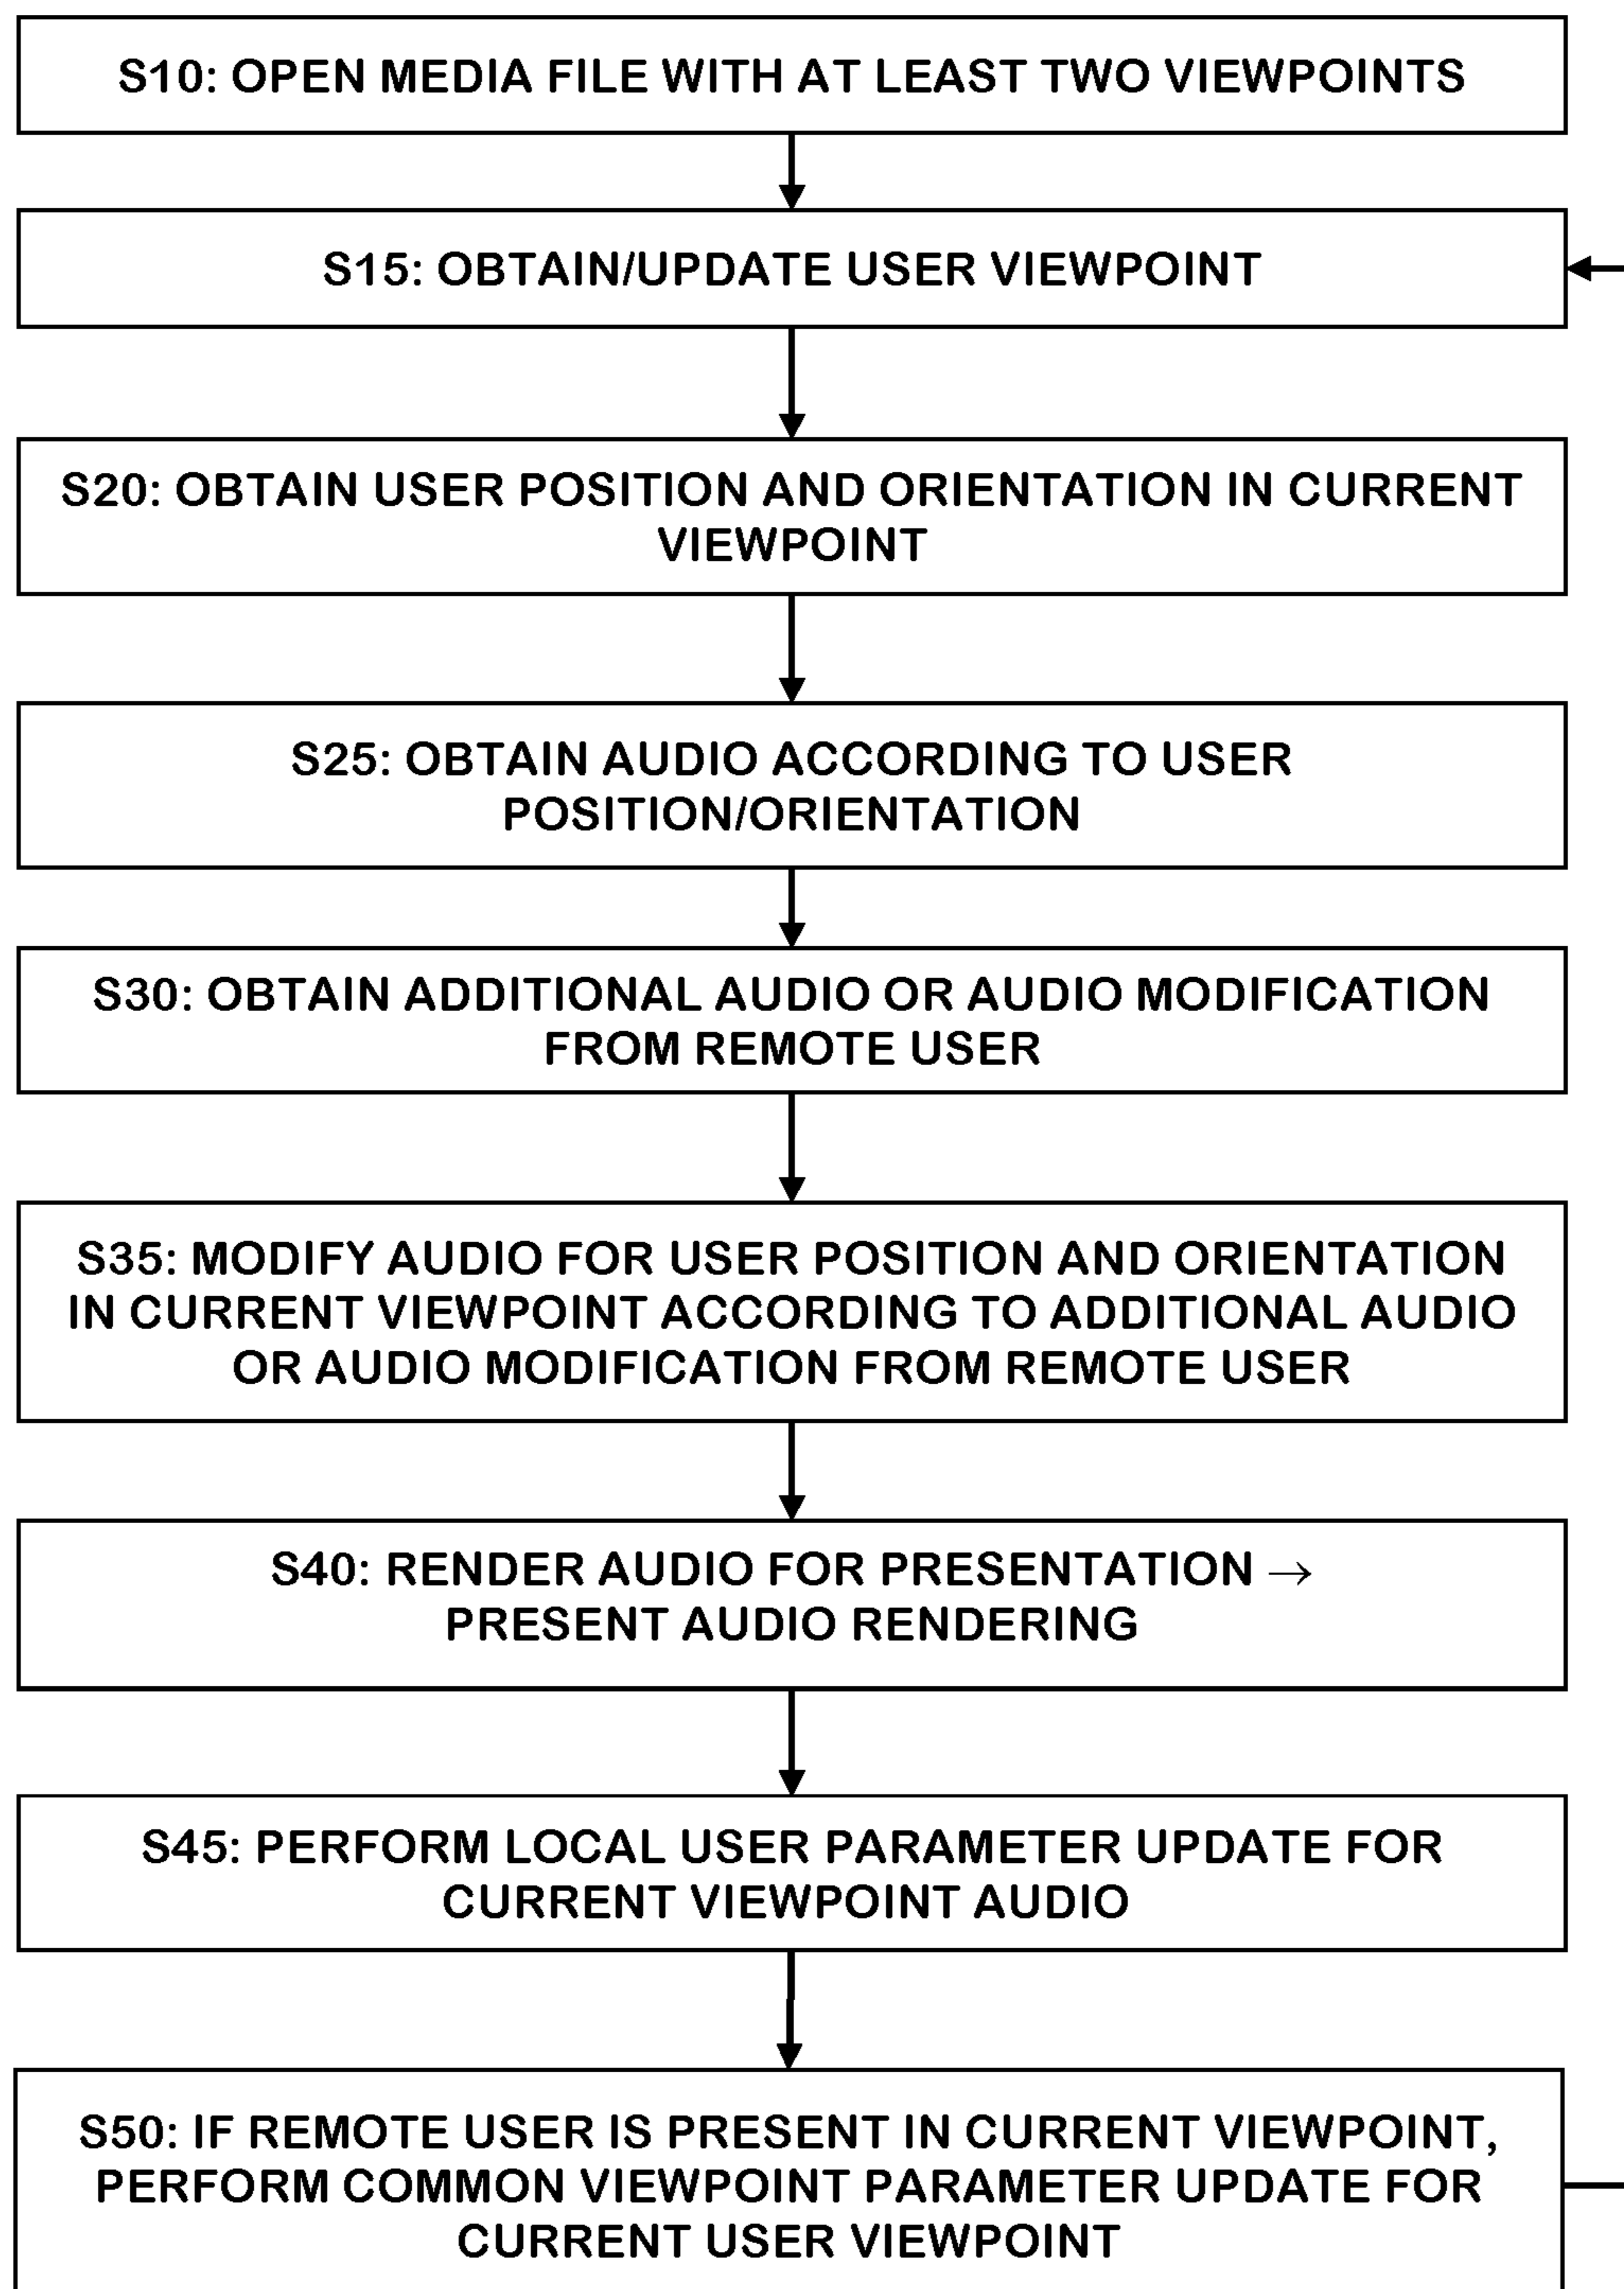 S10: OPEN MEDIA FILE WITH AT LEAST TWO VIEWPOINTS
S15: OBTAIN/UPDATE USER VIEWPOINT
S20: OBTAIN USER POSITION AND ORIENTATION IN CURRENT
VIEWPOINT
S25: OBTAIN AUDIO ACCORDING TO USER
POSITION/ORIENTATION
S30: OBTAIN ADDITIONAL AUDIO OR AUDIO MODIFICATION
FROM REMOTE USER
S35: MODIFY AUDIO FOR USER POSITION AND ORIENTATION
IN CURRENT VIEWPOINT ACCORDING TO ADDITIONAL AUDIO
OR AUDIO MODIFICATION FROM REMOTE USER
S40: RENDER AUDIO FOR PRESENTATION →
PRESENT AUDIO RENDERING
S45: PERFORM LOCAL USER PARAMETER UPDATE FOR
CURRENT VIEWPOINT AUDIO
S50: IF REMOTE USER IS PRESENT IN CURRENT VIEWPOINT,
PERFORM COMMON VIEWPOINT PARAMETER UPDATE FOR
CURRENT USER VIEWPOINT